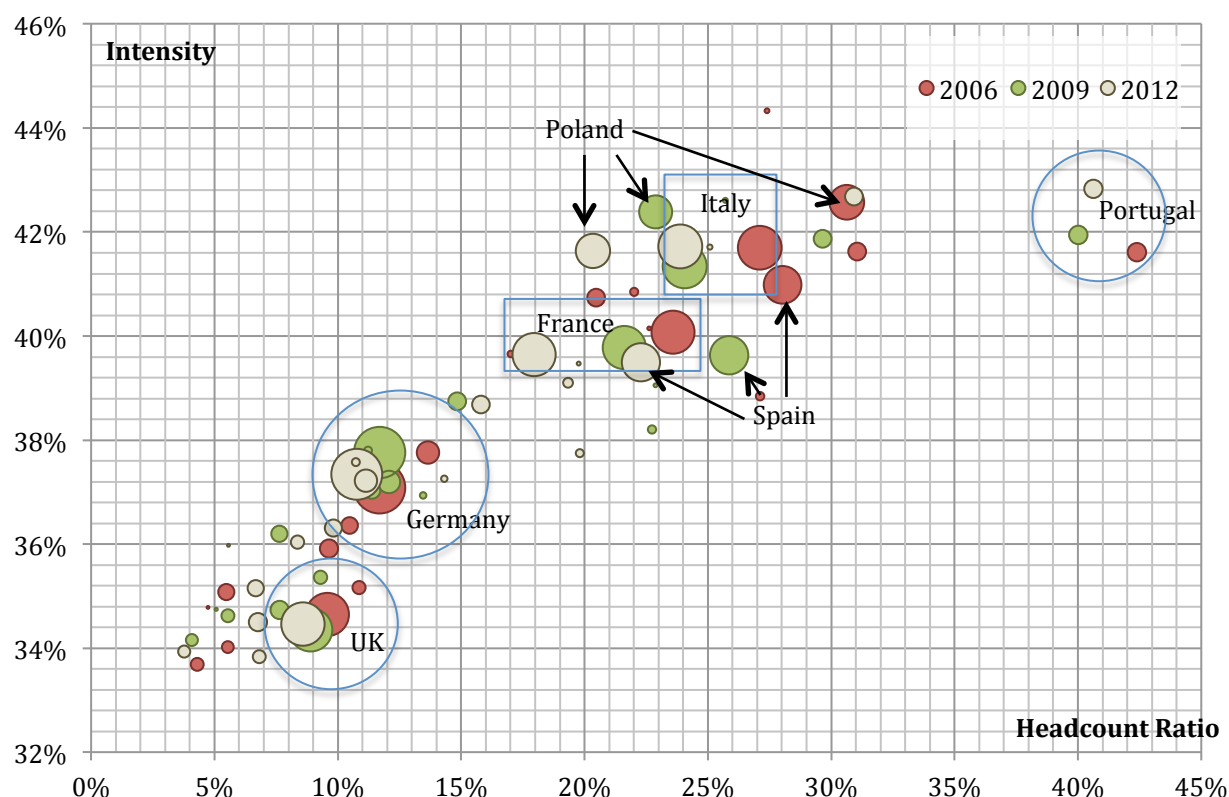 46%
Intensity
2006 2009 2012
44%
Poland
42%
Italy
Portugal
40%
France
Spain
38%
Germany
36%
UK
34%
Headcount Ratio
32%
0% 5% 10% 15% 20% 25% 30% 35% 40% 45%